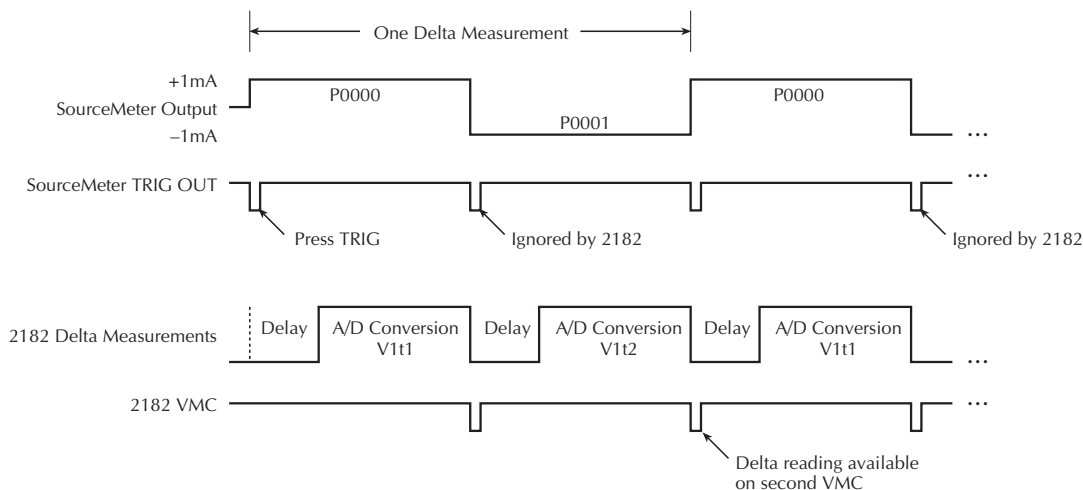 One Delta Measurement
+1mA
P0000
P0000
SourceMeter Output
P0001
–1mA
...
SourceMeter TRIG OUT
...
Press TRIG
Ignored by 2182
Ignored by 2182
2182 Delta Measurements
Delay
A/D Conversion
V1t1
Delay
A/D Conversion
V1t2
Delay
A/D Conversion
V1t1
...
2182 VMC
...
Delta reading available
on second VMC